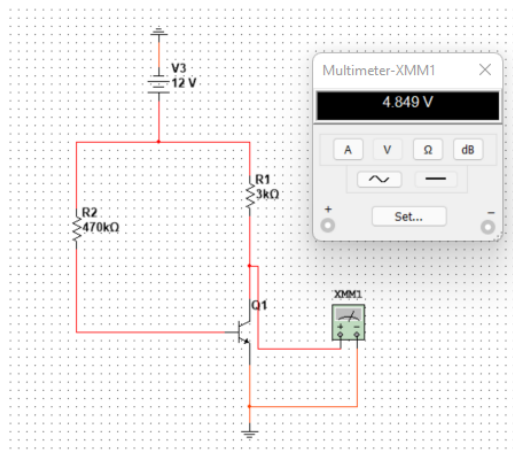 V3
12 V
Multimeter-XMM1
4.849 V
A V Ω dB
+ Set... −
R1
3kΩ
R2
470kΩ
Q1
XMM1
+ −